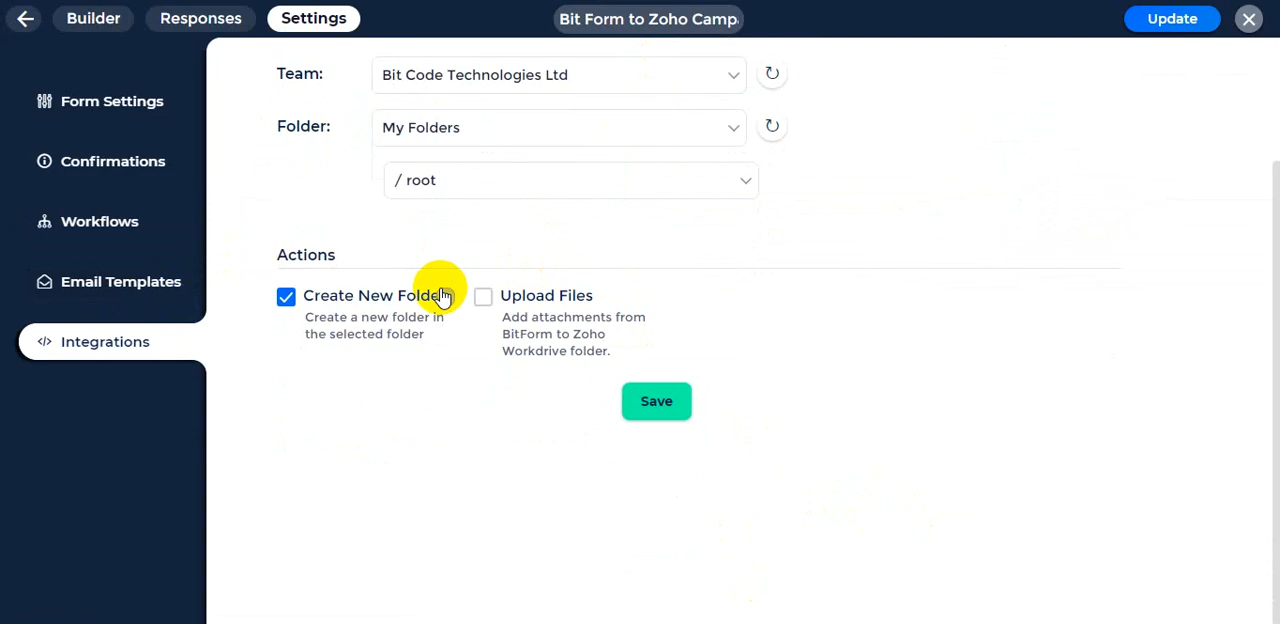 Builder
Responses
Settings
Bit Form to Zoho Camp
Update
Form Settings
Confirmations
Workflows
Email Templates
Integrations
Team:
Bit Code Technologies Ltd
Folder:
My Folders
/ root
Actions
Create New Folder
Create a new folder in
the selected folder
Upload Files
Add attachments from
BitForm to Zoho
Workdrive folder.
Save